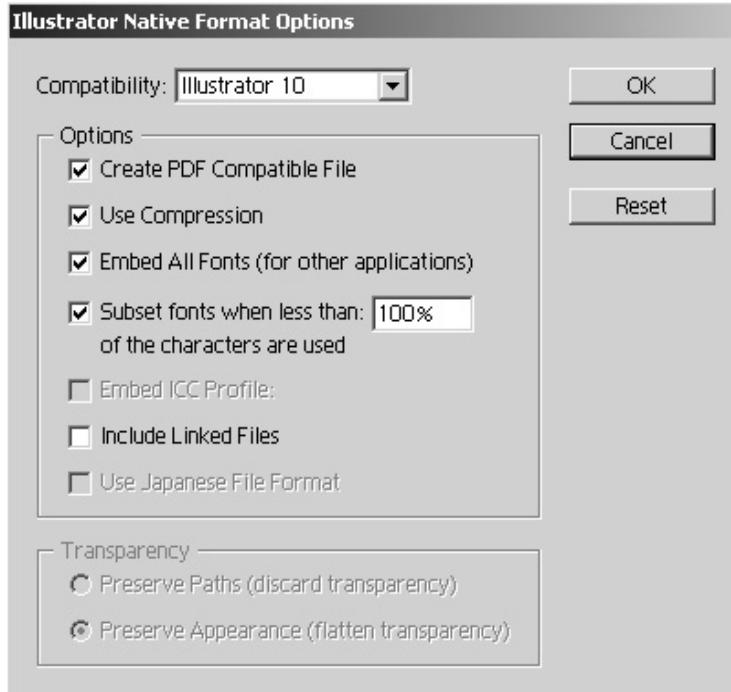 Illustrator Native Format Options
Compatibility: Illustrator 10
OK
Options
Cancel
Create PDF Compatible File
Use Compression
Reset
Embed All Fonts (for other applications)
Subset fonts when less than: 100%
of the characters are used
Embed ICC Profile:
Include Linked Files
Use Japanese File Format
Transparency
Preserve Paths (discard transparency)
Preserve Appearance (flatten transparency)